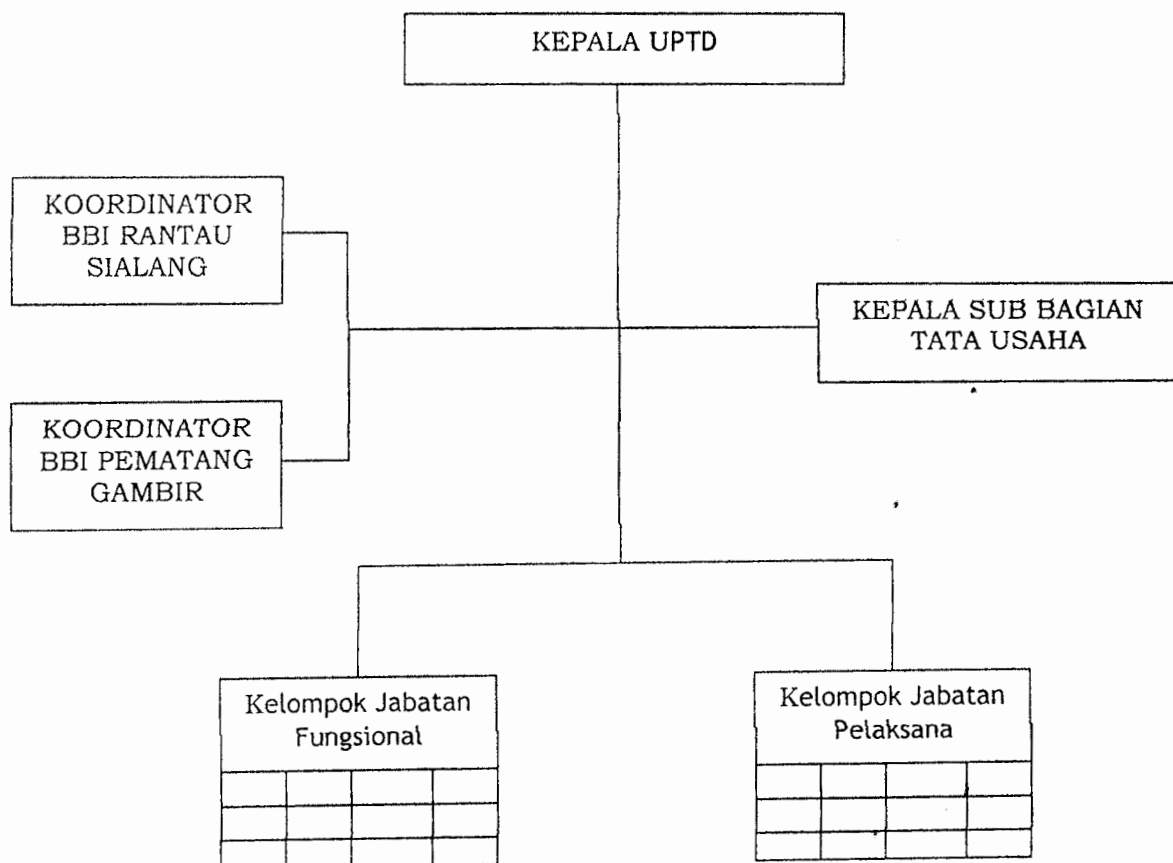 KEPALA UPTD
KOORDINATOR
BBI RANTAU
SIALANG
KEPALA SUB BAGIAN
TATA USAHA
KOORDINATOR
BBI PEMATANG
GAMBIR
Kelompok Jabatan
Fungsional
Kelompok Jabatan
Pelaksana